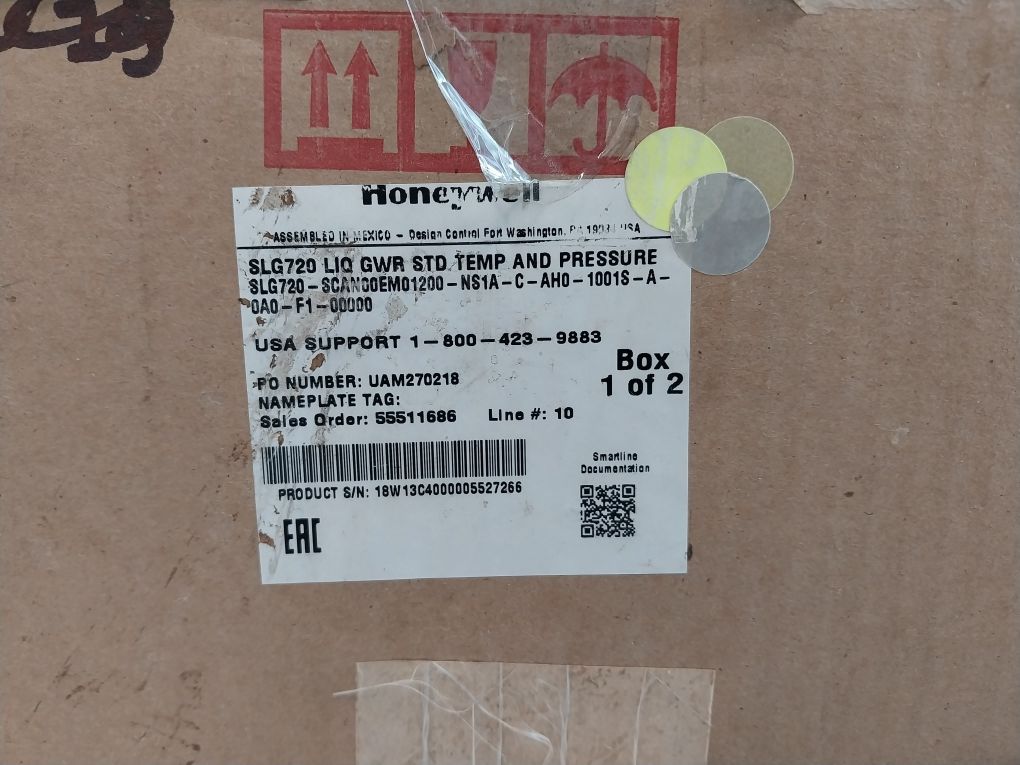 Honeywell
ASSEMBLED IN MEXICO - Design Control Fort Washington, PA 19034 USA
SLG720 LIQ GWR STD TEMP AND PRESSURE
SLG720-SCAN00EM01200-NS1A-C-AH0-1001S-A-
0A0-F1-00000
USA SUPPORT 1-800-423-9883
Box
1 of 2
PO NUMBER: UAM270218
NAMEPLATE TAG:
Sales Order: 55511686 Line #: 10
Smartline
Documentation
PRODUCT S/N: 18W13C4000005527266
EAC